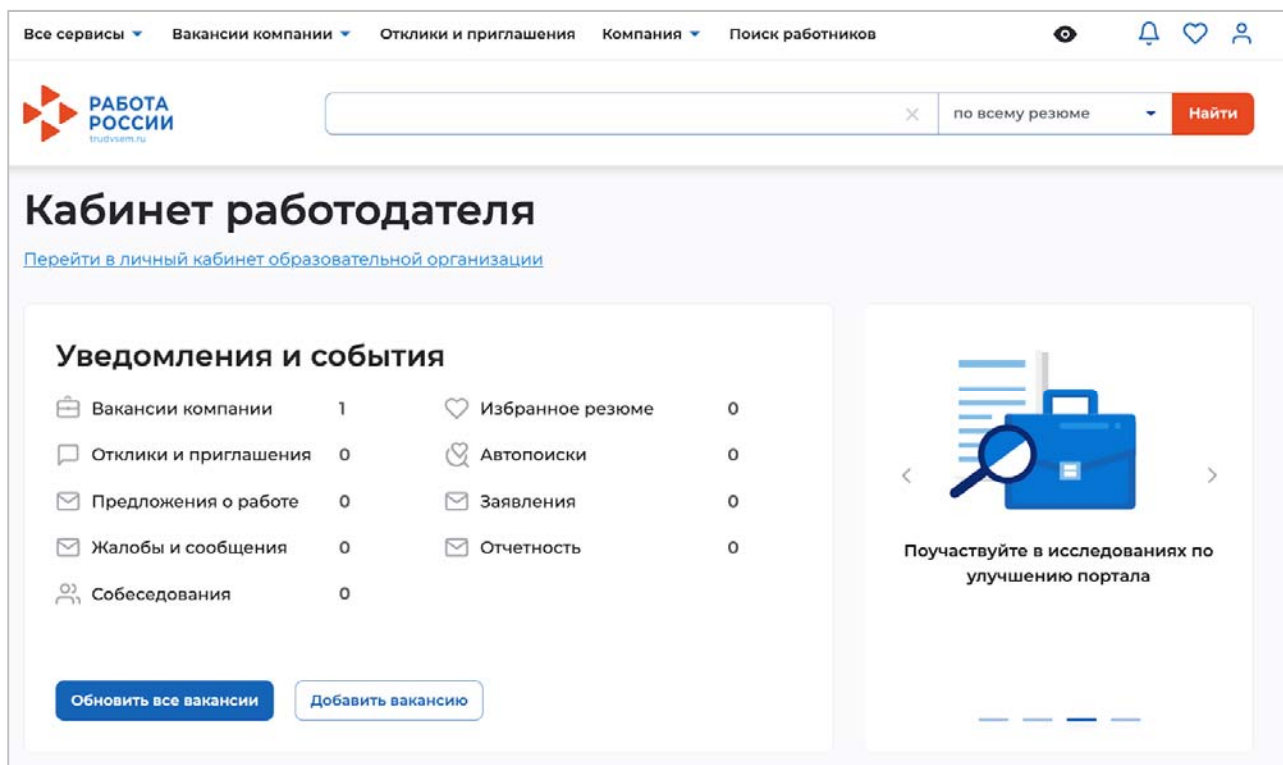 Все сервисы Вакансии компании Отклики и приглашения Компания Поиск работников
РАБОТА
РОССИИ
trudvsem.ru
по всему резюме Найти
Кабинет работодателя
Перейти в личный кабинет образовательной организации
Уведомления и события
Вакансии компании 1 Избранное резюме 0
Отклики и приглашения 0 Автопоиски 0
Предложения о работе 0 Заявления 0
Жалобы и сообщения 0 Отчетность 0
Собеседования 0
Обновить все вакансии Добавить вакансию
Поучаствуйте в исследованиях по
улучшению портала